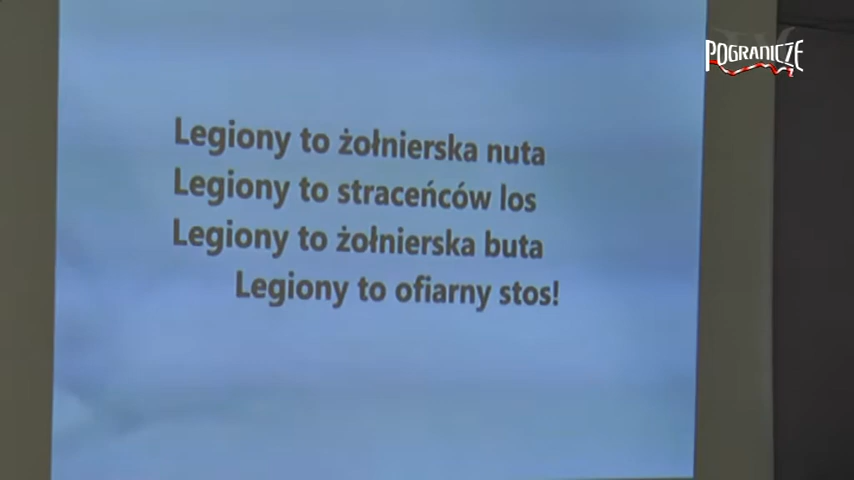 POGRANICZE
Legiony to żołnierska nuta
Legiony to straceńców los
Legiony to żołnierska buta
Legiony to ofiarny stos!